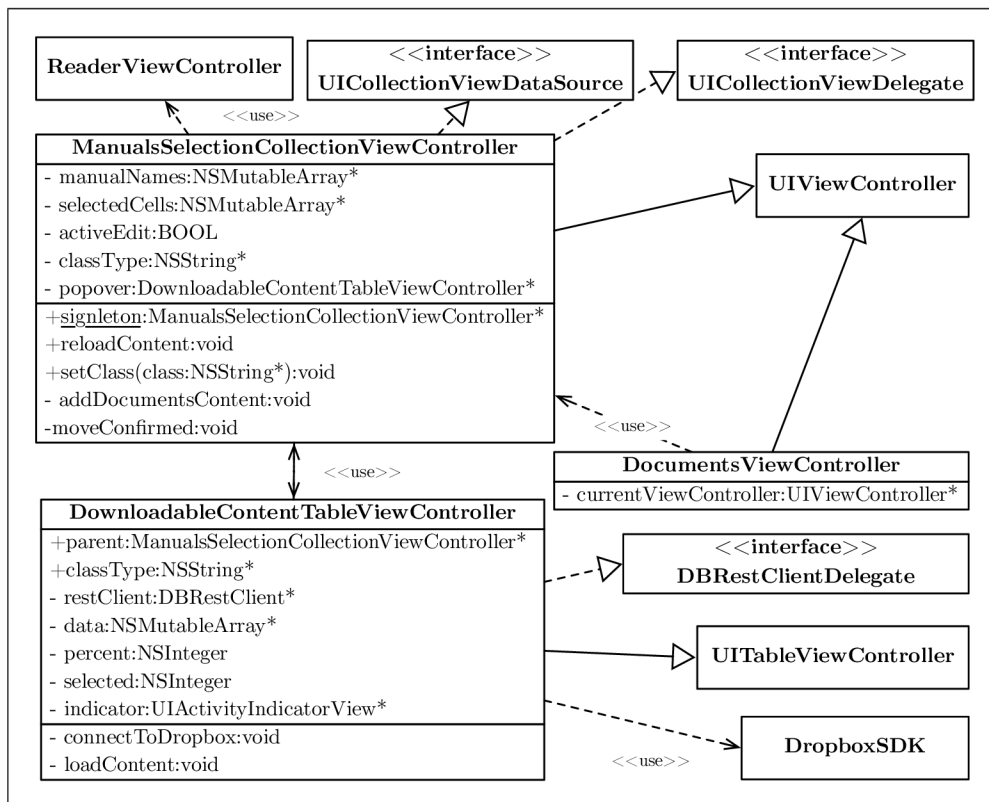 ReaderViewController
<<interface>>
UICollectionViewDataSource
<<interface>>
UICollectionViewDelegate
<<use>>
ManualsSelectionCollectionViewController
- manualNames:NSMutableArray*
- selectedCells:NSMutableArray*
- activeEdit:BOOL
- classType:NSString*
- popover:DownloadableContentTableViewController*
+signleton:ManualsSelectionCollectionViewController*
+reloadContent:void
+setClass(class:NSString*):void
- addDocumentsContent:void
-moveConfirmed:void
UIViewController
<<use>>
<<use>>
DocumentsViewController
- currentViewController:UIViewController*
DownloadableContentTableViewController
+parent:ManualsSelectionCollectionViewController*
+classType:NSString*
- restClient:DBRestClient*
- data:NSMutableArray*
- percent:NSInteger
- selected:NSInteger
- indicator:UIActivityIndicatorView*
- connectToDropbox:void
- loadContent:void
<<interface>>
DBRestClientDelegate
UITableViewController
DropboxSDK
<<use>>